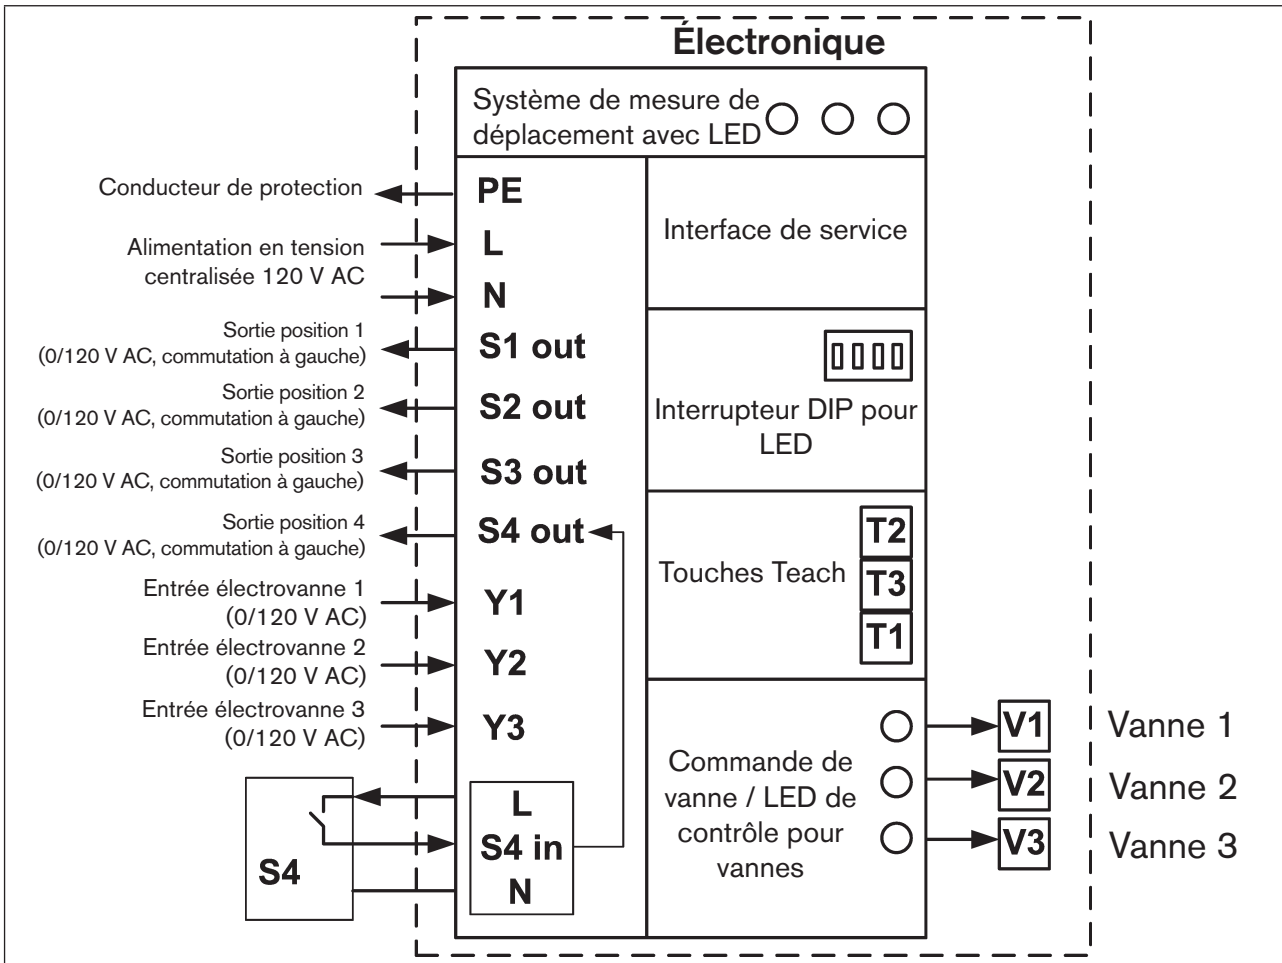 Électronique
Système de mesure de
déplacement avec LED
Conducteur de protection
PE
Alimentation en tension
centralisée 120 V AC
L
N
Sortie position 1
(0/120 V AC, commutation à gauche)
S1 out
Sortie position 2
(0/120 V AC, commutation à gauche)
S2 out
Sortie position 3
(0/120 V AC, commutation à gauche)
S3 out
Sortie position 4
(0/120 V AC, commutation à gauche)
S4 out
Entrée électrovanne 1
(0/120 V AC)
Y1
Entrée électrovanne 2
(0/120 V AC)
Y2
Entrée électrovanne 3
(0/120 V AC)
Y3
S4
L
S4 in
N
Interface de service
Interrupteur DIP pour
LED
Touches Teach
T2
T3
T1
Commande de
vanne / LED de
contrôle pour
vannes
V1
Vanne 1
V2
Vanne 2
V3
Vanne 3